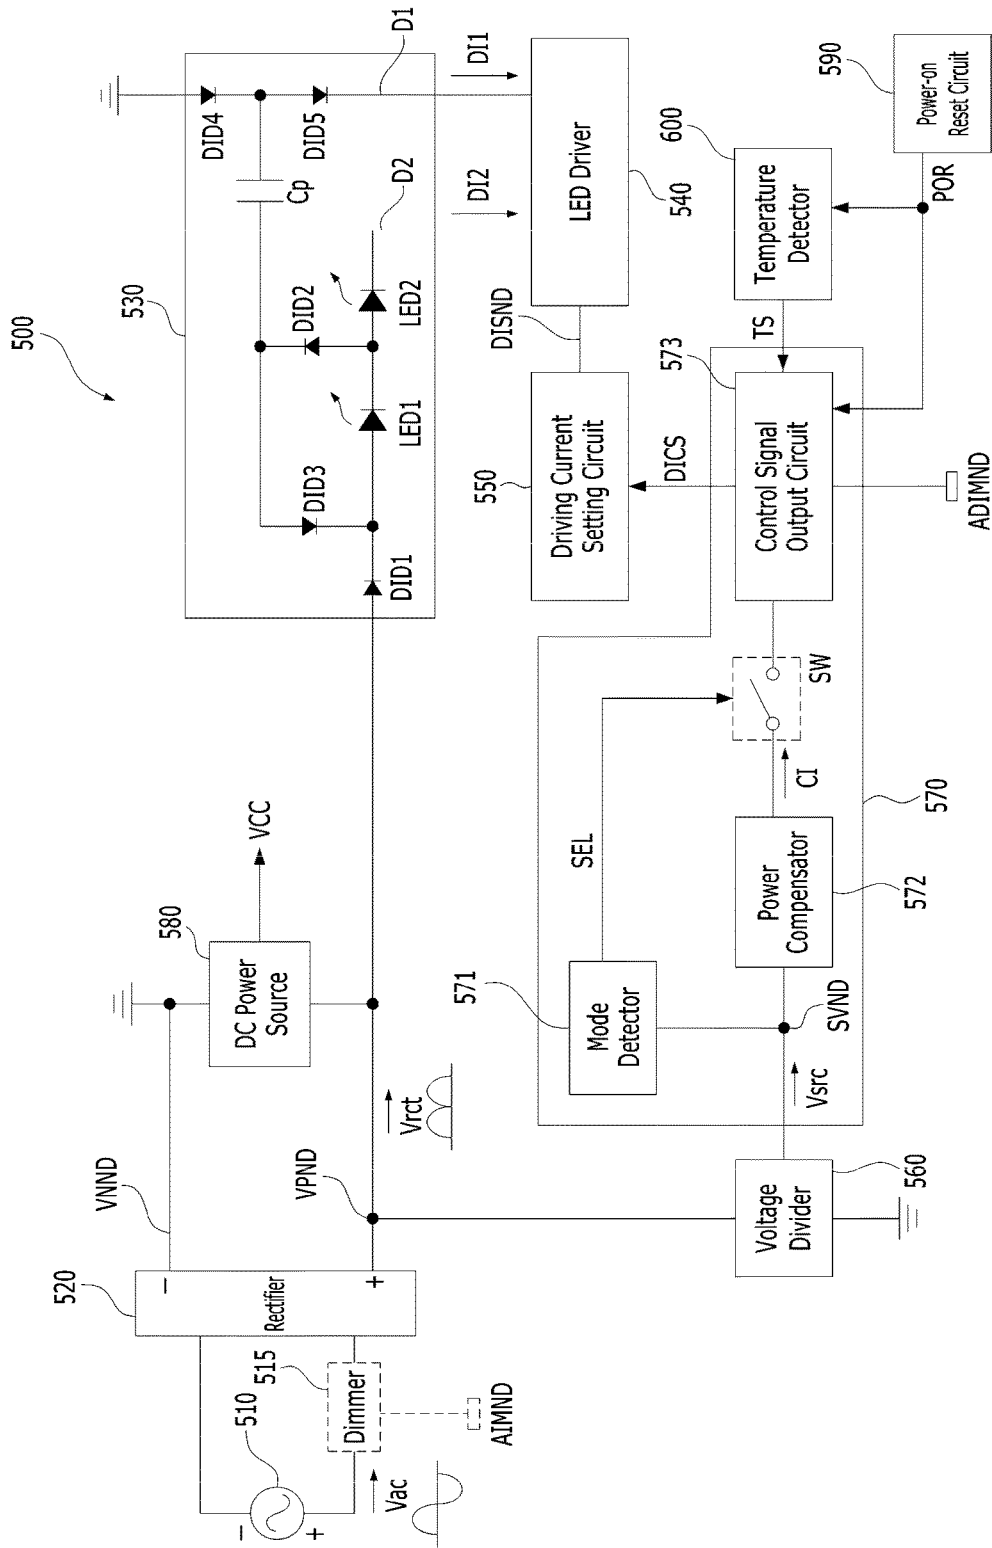 500
510
Vac
−
+
515
Dimmer
AIMND
520
Rectifier
−
+
VNND
VPND
Vrct
580
DC Power
Source
VCC
530
DID1
DID3
LED1
DID2
LED2
D2
Cp
DID4
DID5
D1
DI1
DI2
LED Driver
540
DISND
550
Driving Current
Setting Circuit
DICS
560
Voltage
Divider
Vsrc
SVND
571
Mode
Detector
SEL
Power
Compensator
572
CI
SW
570
573
Control Signal
Output Circuit
ADIMND
TS
600
Temperature
Detector
590
Power-on
Reset Circuit
POR